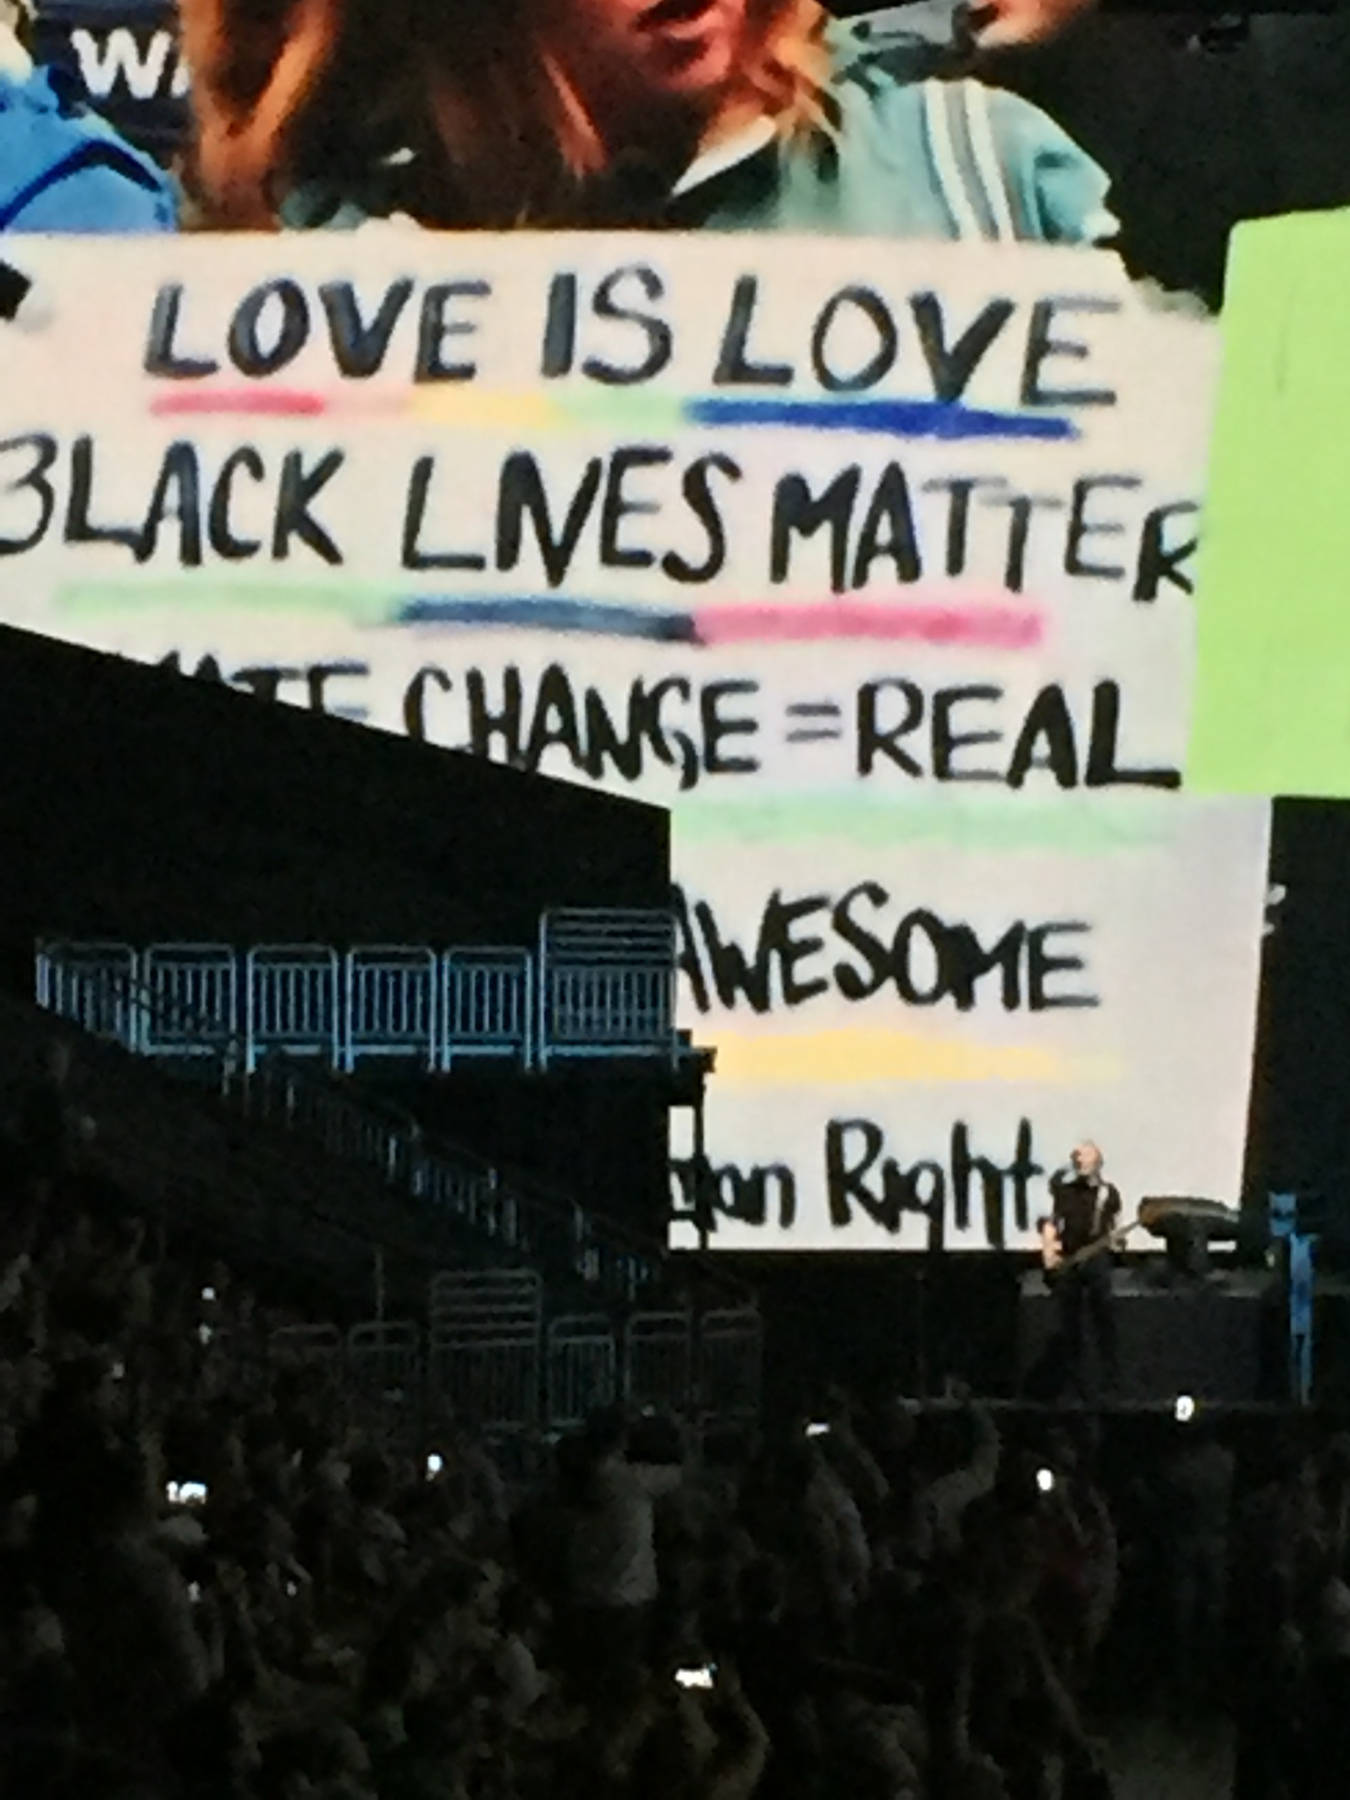 LOVE IS LOVE
BLACK LIVES MATTER
CHANGE = REAL
AWESOME
Rights